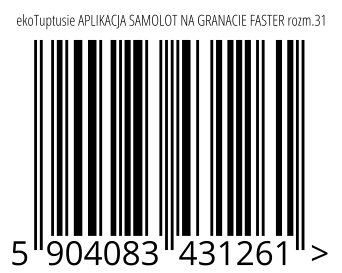 ekoTuptusie APLIKACJA SAMOLOT NA GRANACIE FASTER rozm.31
5 904083 431261 >